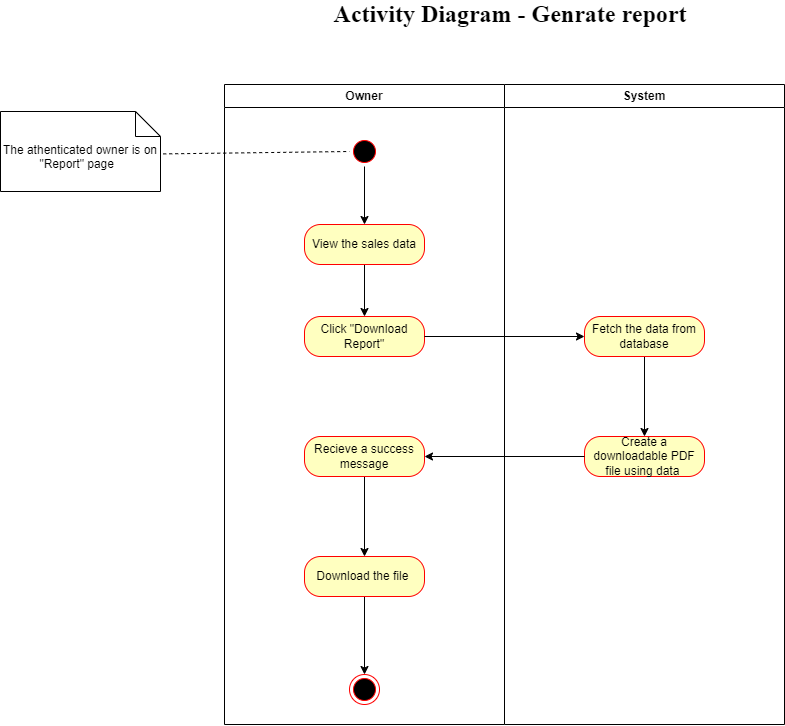 Activity Diagram - Genrate report
Owner
System
The athenticated owner is on
"Report" page
View the sales data
Click "Download
Report"
Fetch the data from
database
Recieve a success
message
Create a
downloadable PDF
file using data
Download the file